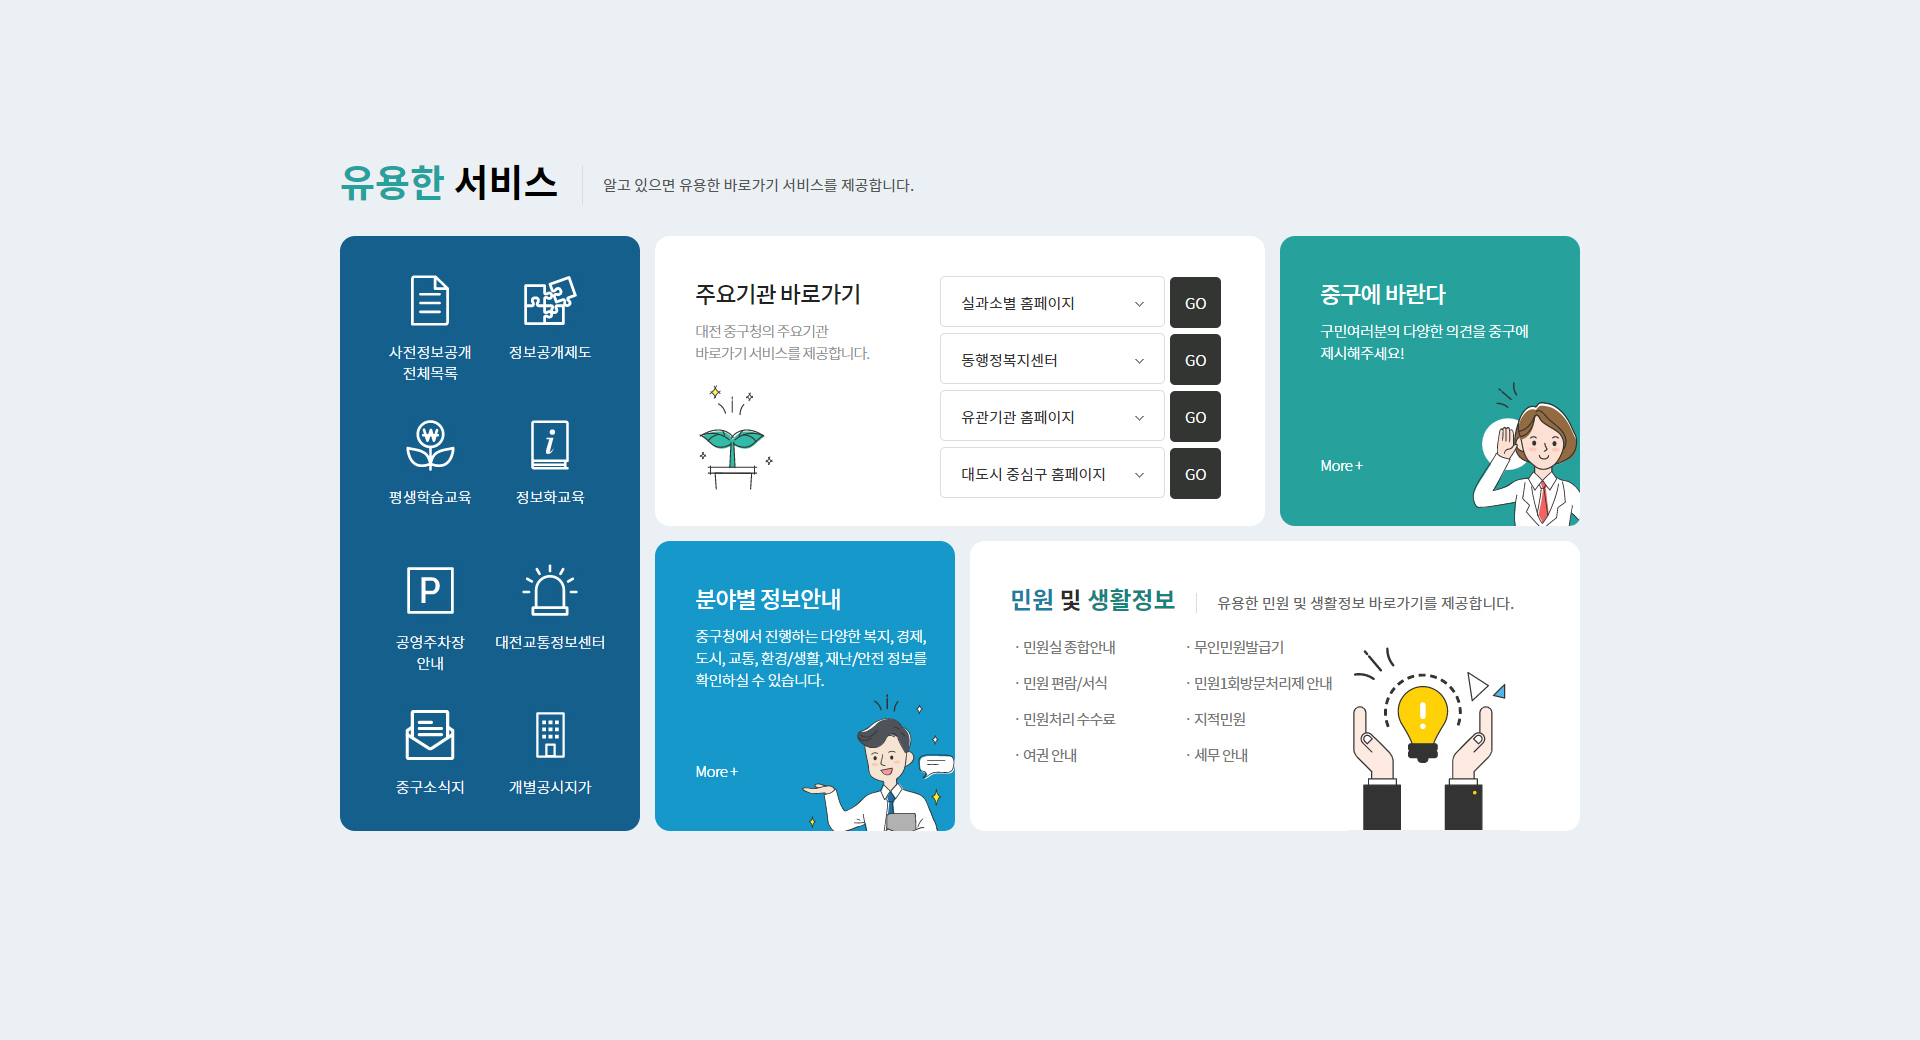 유용한 서비스
알고 있으면 유용한 바로가기 서비스를 제공합니다.
사전정보공개
전체목록
정보공개제도
평생학습교육
정보화교육
공영주차장
안내
대전교통정보센터
중구소식지
개별공시지가
주요기관 바로가기
대전 중구청의 주요기관
바로가기 서비스를 제공합니다.
실과소별 홈페이지
GO
동행정복지센터
GO
유관기관 홈페이지
GO
대도시 중심구 홈페이지
GO
중구에 바란다
구민여러분의 다양한 의견을 중구에
제시해주세요!
More +
분야별 정보안내
중구청에서 진행하는 다양한 복지, 경제,
도시, 교통, 환경/생활, 재난/안전 정보를
확인하실 수 있습니다.
More +
민원 및 생활정보
유용한 민원 및 생활정보 바로가기를 제공합니다.
· 민원실 종합안내
· 무인민원발급기
· 민원 편람/서식
· 민원1회방문처리제 안내
· 민원처리 수수료
· 지적민원
· 여권 안내
· 세무 안내